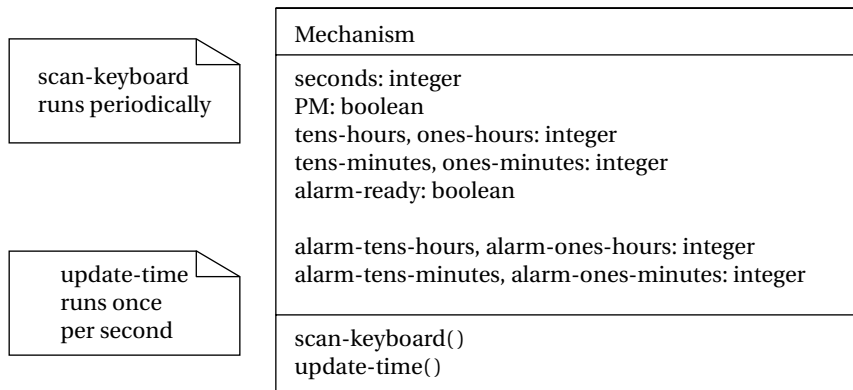 scan-keyboard
runs periodically
update-time
runs once
per second
Mechanism
seconds: integer
PM: boolean
tens-hours, ones-hours: integer
tens-minutes, ones-minutes: integer
alarm-ready: boolean
alarm-tens-hours, alarm-ones-hours: integer
alarm-tens-minutes, alarm-ones-minutes: integer
scan-keyboard()
update-time()